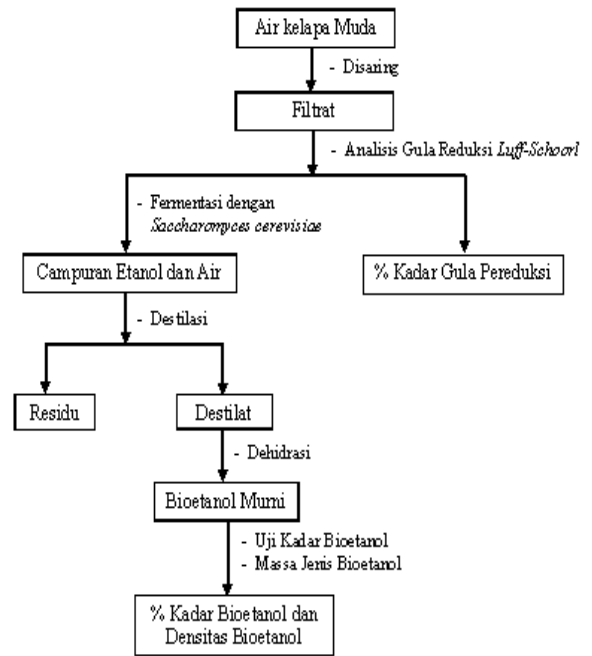 Air kelapa Muda
- Disaring
Filtrat
- Analisis Gula Reduksi Luff-Schoorl
- Fermentasi dengan
Saccharomyces cerevisiae
Campuran Etanol dan Air
% Kadar Gula Pereduksi
- Destilasi
Residu
Destilat
- Dehidrasi
Bioetanol Murni
- Uji Kadar Bioetanol
- Massa Jenis Bioetanol
% Kadar Bioetanol dan
Densitas Bioetanol